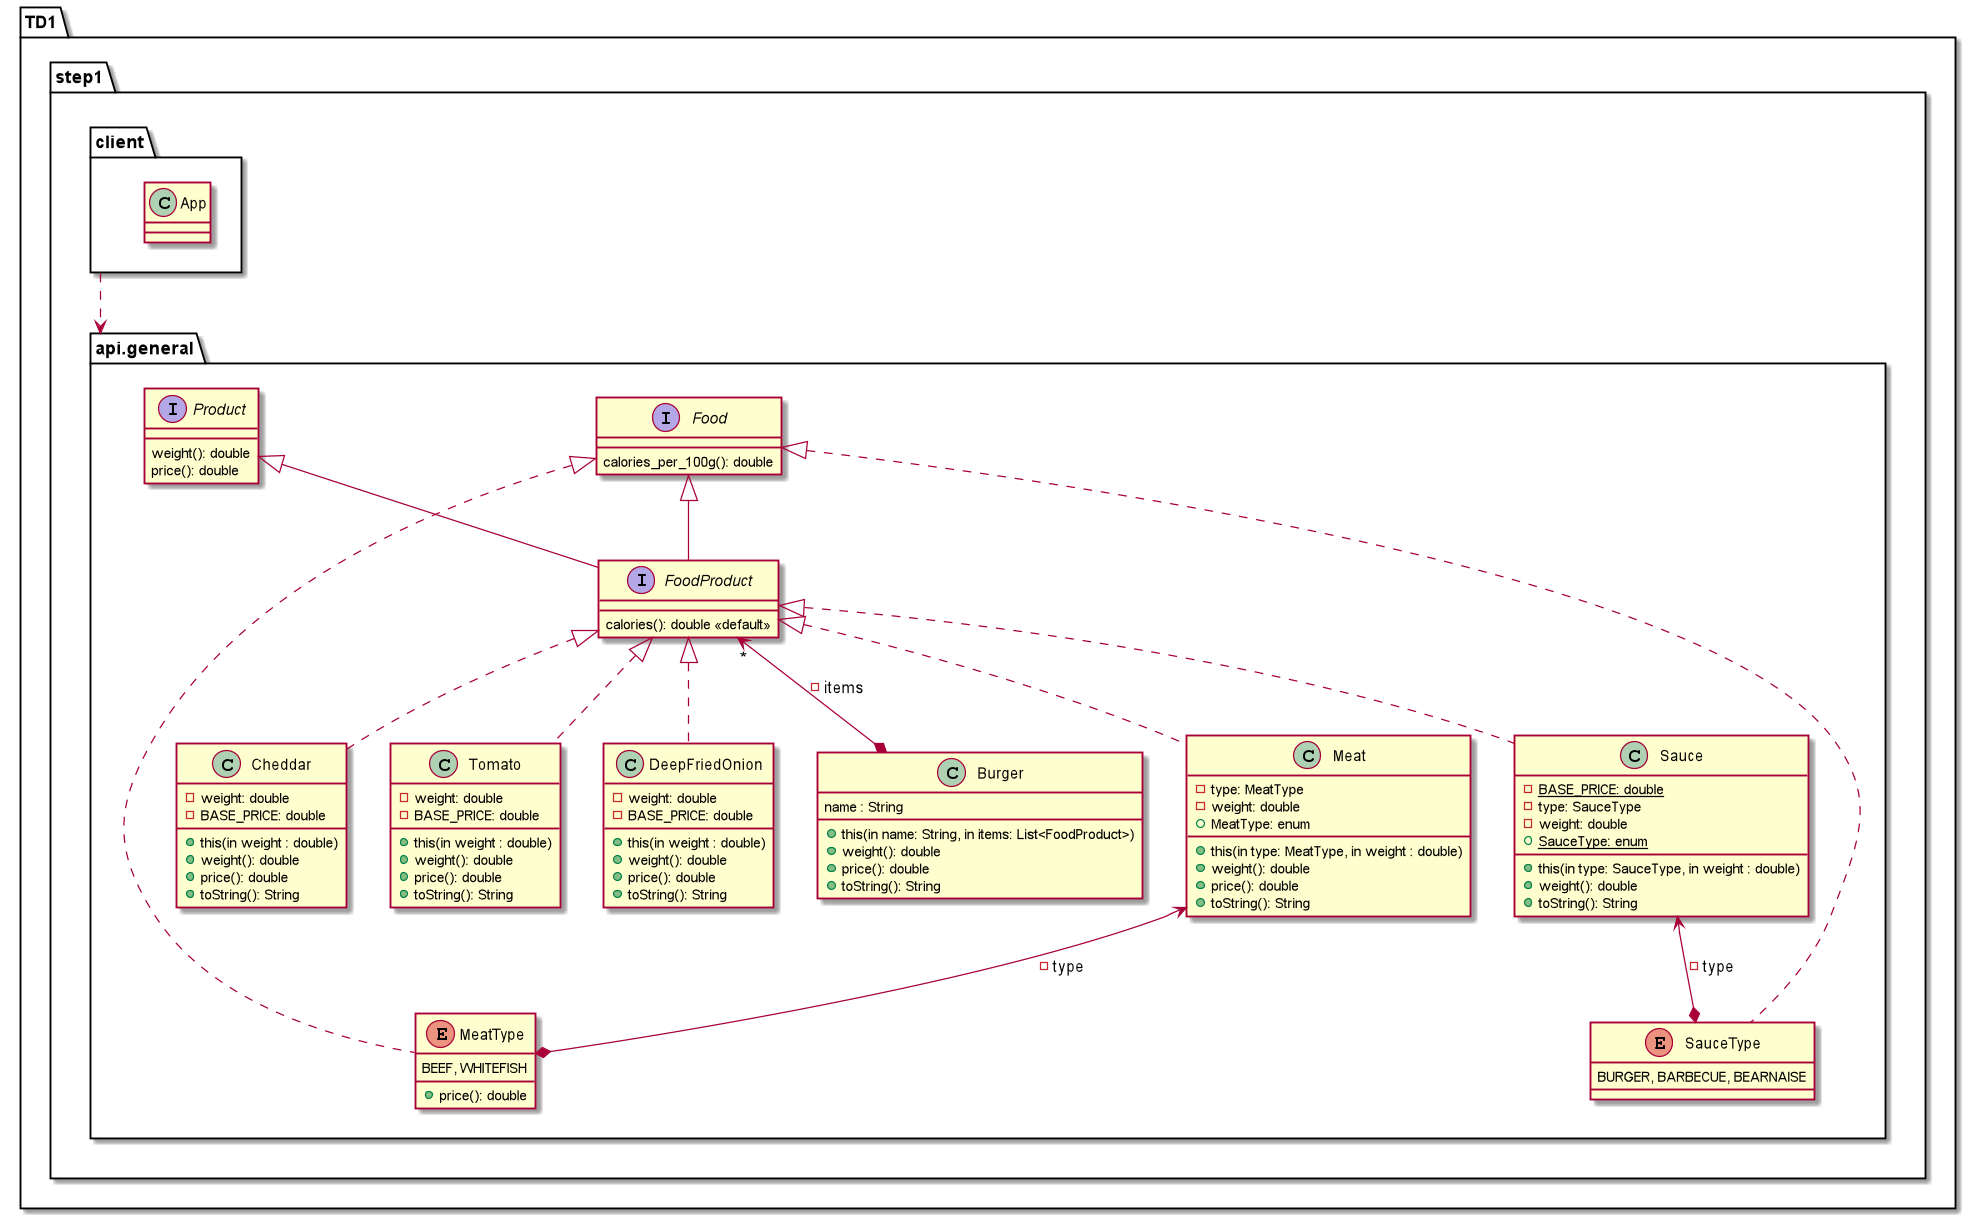 TD1
step1
client
C App
api.general
I Product
weight(): double
price(): double
I Food
calories_per_100g(): double
I FoodProduct
calories(): double «default»
*
items
C Cheddar
weight: double
BASE_PRICE: double
this(in weight : double)
weight(): double
price(): double
toString(): String
C Tomato
weight: double
BASE_PRICE: double
this(in weight : double)
weight(): double
price(): double
toString(): String
C DeepFriedOnion
weight: double
BASE_PRICE: double
this(in weight : double)
weight(): double
price(): double
toString(): String
C Burger
name : String
this(in name: String, in items: List<FoodProduct>)
weight(): double
price(): double
toString(): String
C Meat
type: MeatType
weight: double
MeatType: enum
this(in type: MeatType, in weight : double)
weight(): double
price(): double
toString(): String
C Sauce
BASE_PRICE: double
type: SauceType
weight: double
SauceType: enum
this(in type: SauceType, in weight : double)
weight(): double
toString(): String
type
type
E MeatType
BEEF, WHITEFISH
price(): double
E SauceType
BURGER, BARBECUE, BEARNAISE